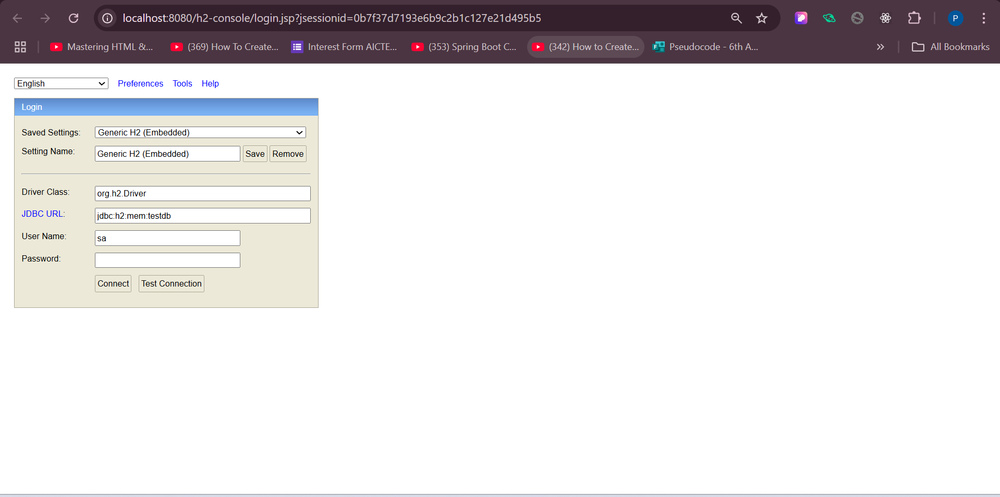 localhost:8080/h2-console/login.jsp?jsessionid=0b7f37d7193e6b9c2b1c127e21d495b5
P
Mastering HTML &... (369) How To Create... Interest Form AICTE... (353) Spring Boot C... (342) How to Create... Pseudocode - 6th A... » All Bookmarks
English Preferences Tools Help
Login
Saved Settings: Generic H2 (Embedded)
Setting Name: Generic H2 (Embedded) Save Remove
Driver Class: org.h2.Driver
JDBC URL: jdbc:h2:mem:testdb
User Name: sa
Password:
Connect Test Connection